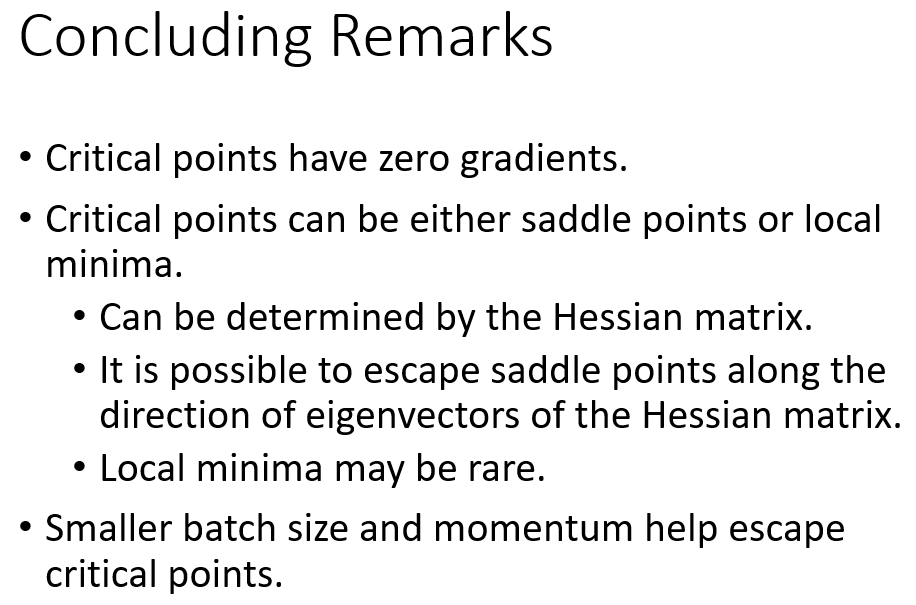 Concluding Remarks
• Critical points have zero gradients.
• Critical points can be either saddle points or local
minima.
• Can be determined by the Hessian matrix.
• It is possible to escape saddle points along the
direction of eigenvectors of the Hessian matrix.
• Local minima may be rare.
• Smaller batch size and momentum help escape
critical points.